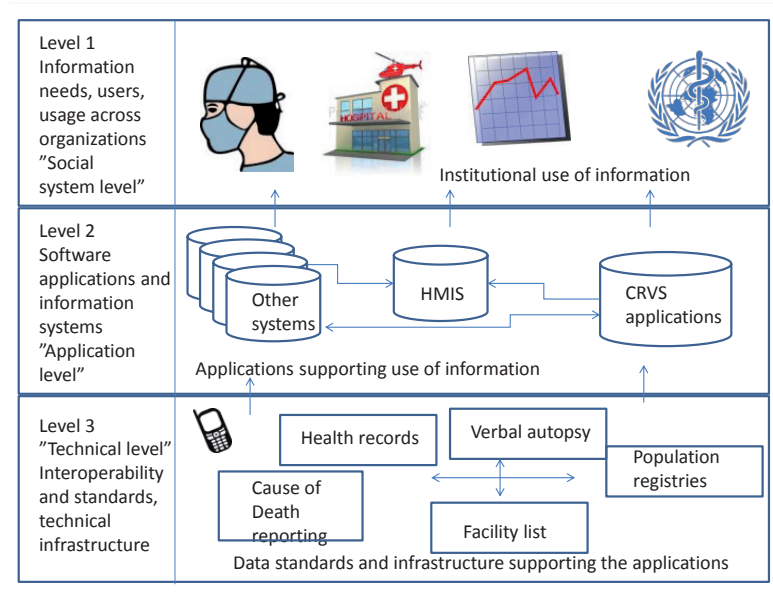 Level 1
Information
needs, users,
usage across
organizations
”Social
system level”
HOSPITAL
Institutional use of information
Level 2
Software
applications and
information
systems
”Application
level”
Other
systems
HMIS
CRVS
applications
Applications supporting use of information
Level 3
”Technical level”
Interoperability
and standards,
technical
infrastructure
Health records
Verbal autopsy
Population
registries
Cause of
Death
reporting
Facility list
Data standards and infrastructure supporting the applications